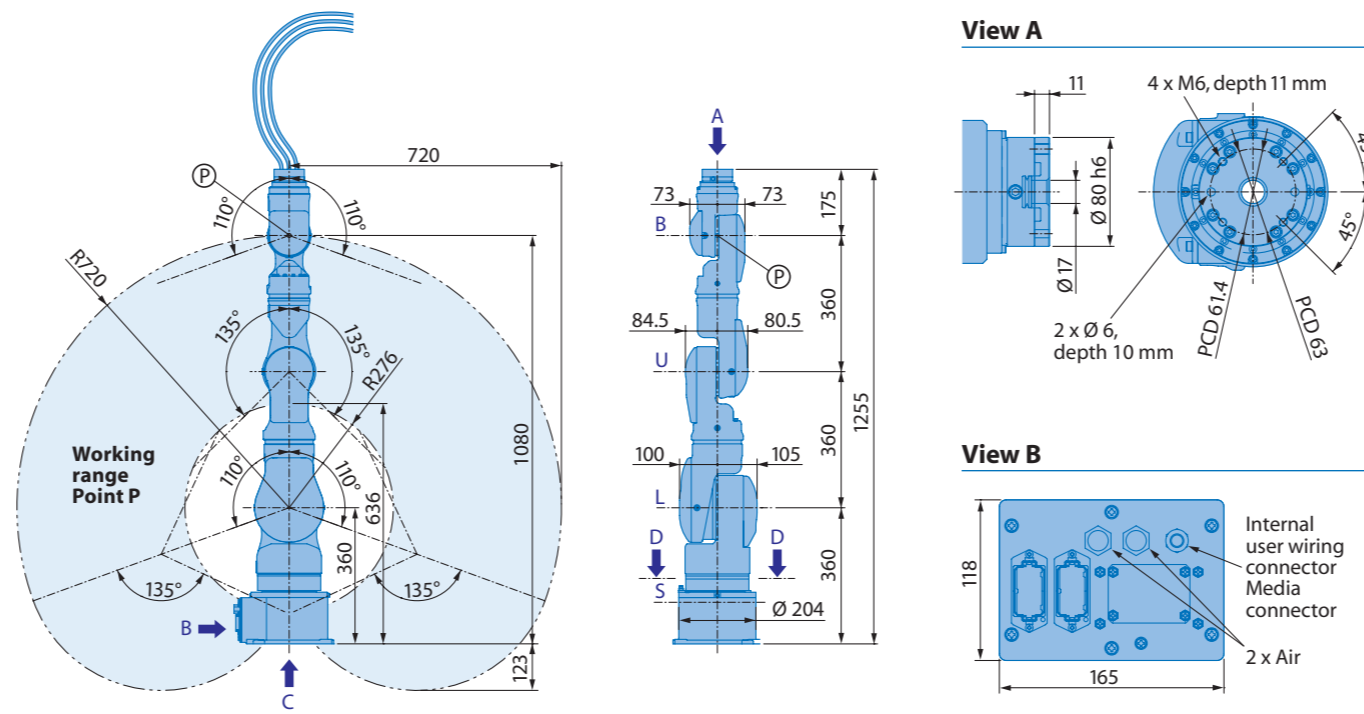 720
P
110°
110°
R720
135°
135°
R276
Working
range
Point P
110°
110°
636
360
1080
135°
135°
B
C
123
A
73
73
B
P
175
360
84.5
80.5
U
360
1255
100
105
L
D
D
S
Ø 204
360
View A
11
4 x M6, depth 11 mm
Ø 80 h6
Ø 17
45°
2 x Ø 6,
depth 10 mm
PCD 61.4
PCD 63
View B
118
165
Internal
user wiring
connector
Media
connector
2 x Air